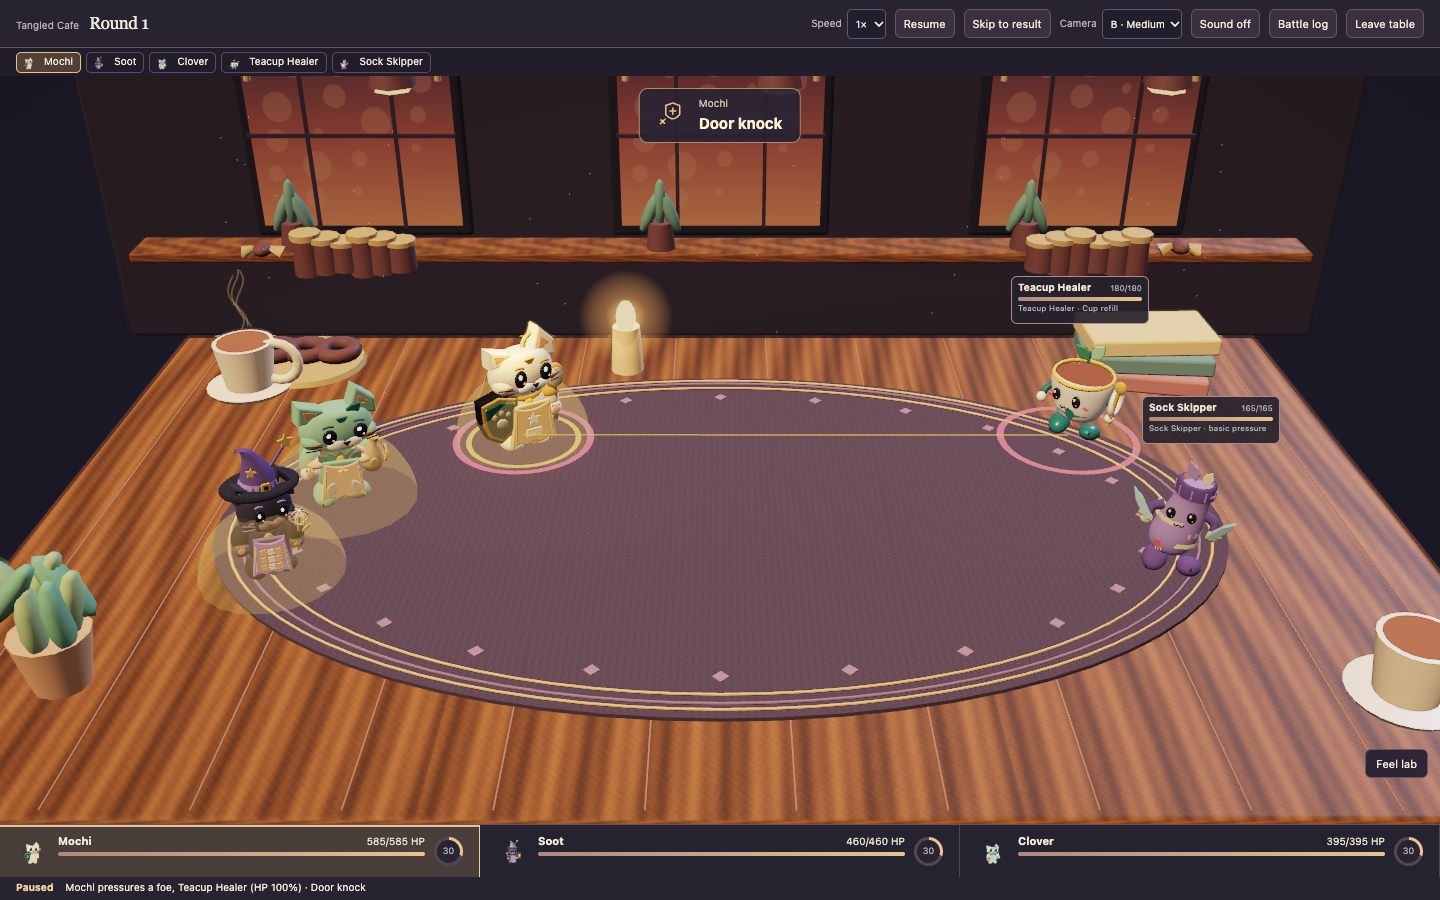 Tangled Cafe Round 1
Speed 1× Resume Skip to result Camera B · Medium Sound off Battle log Leave table
Mochi Soot Clover Teacup Healer Sock Skipper
Mochi
Door knock
Teacup Healer 180/180
Teacup Healer · Cup refill
Sock Skipper 165/165
Sock Skipper · basic pressure
Feel lab
Mochi 585/585 HP 30
Soot 460/460 HP 30
Clover 395/395 HP 30
Paused Mochi pressures a foe, Teacup Healer (HP 100%) · Door knock